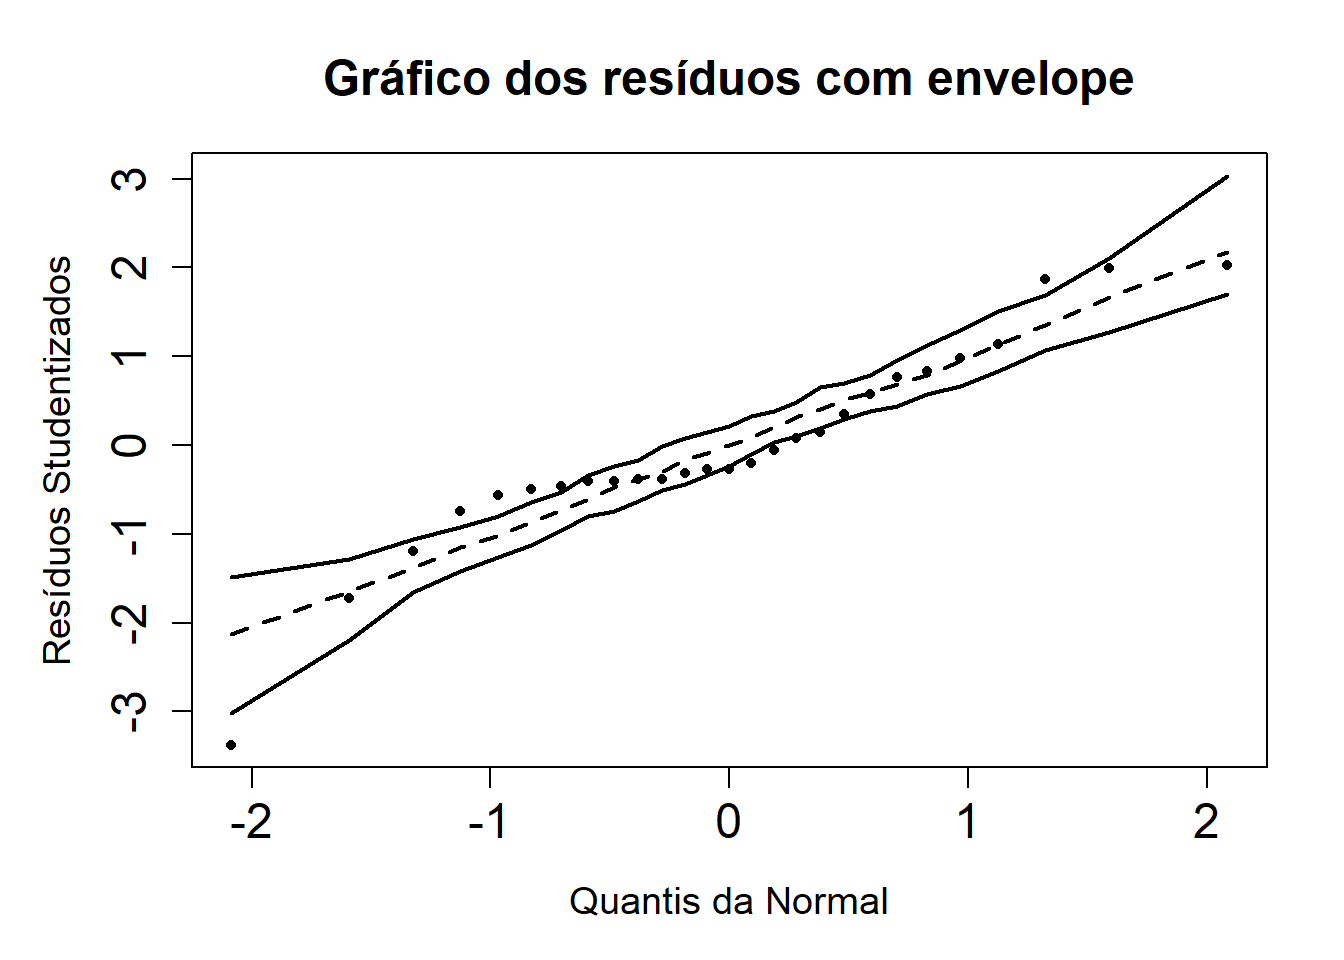 Gráfico dos resíduos com envelope
Resíduos Studentizados
3
2
1
0
-1
-2
-3
-2 -1 0 1 2
Quantis da Normal